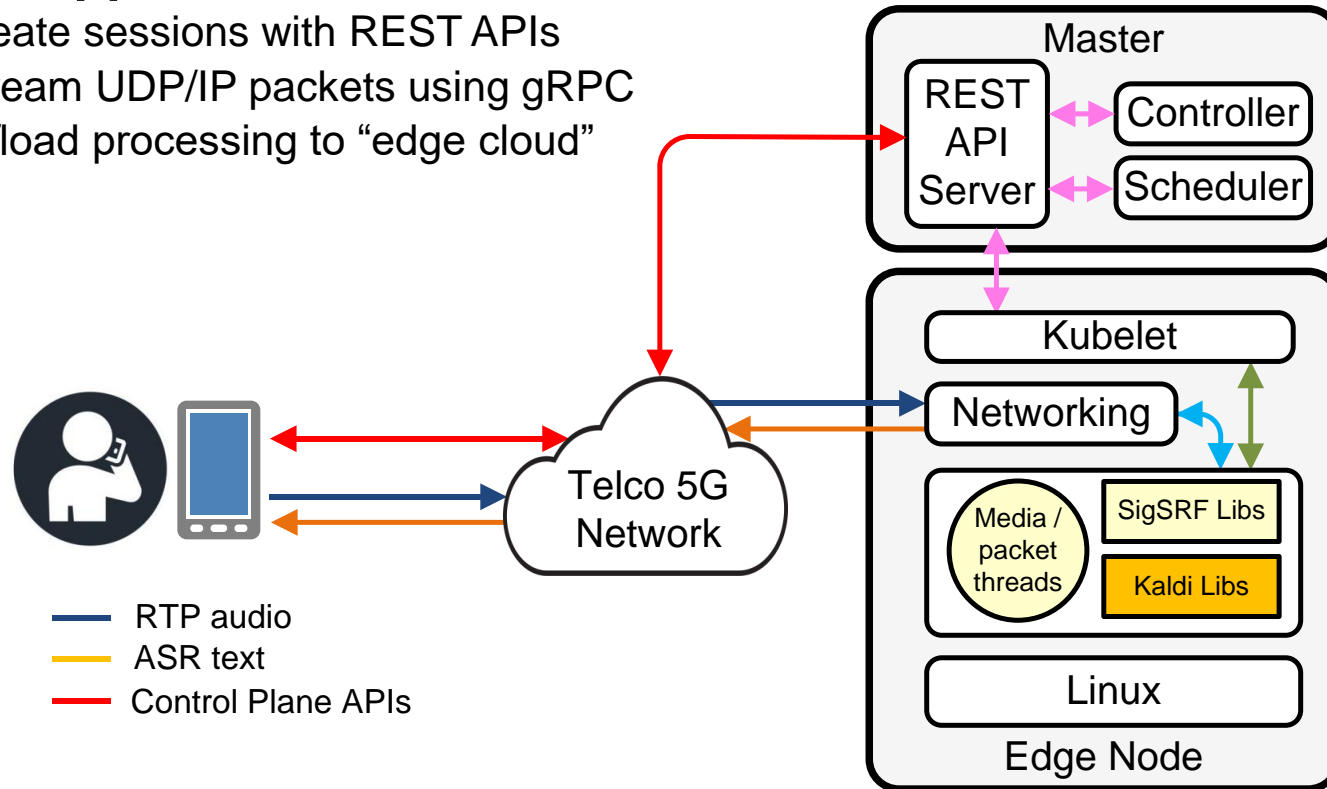 eate sessions with REST APIs
eam UDP/IP packets using gRPC
load processing to “edge cloud”
Master
REST
API
Server
Controller
Scheduler
Kubelet
Networking
Telco 5G
Network
Media /
packet
threads
SigSRF Libs
Kaldi Libs
Linux
Edge Node
RTP audio
ASR text
Control Plane APIs